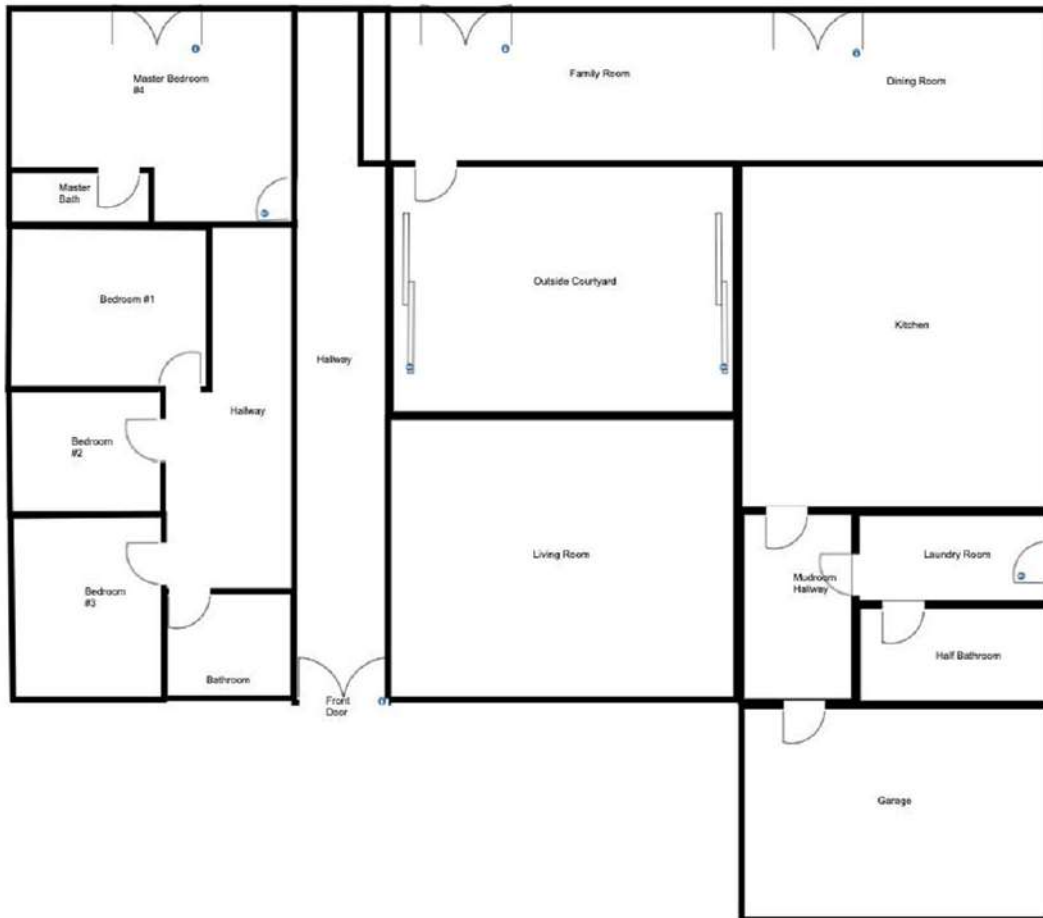 Master Bedroom
#4
Family Room
Dining Room
Master
Bath
Bedroom #1
Outside Courtyard
Kitchen
Hallway
Hallway
Bedroom
#2
Living Room
Laundry Room
Mudroom
Hallway
Bedroom
#3
Half Bathroom
Bathroom
Front
Door
Garage